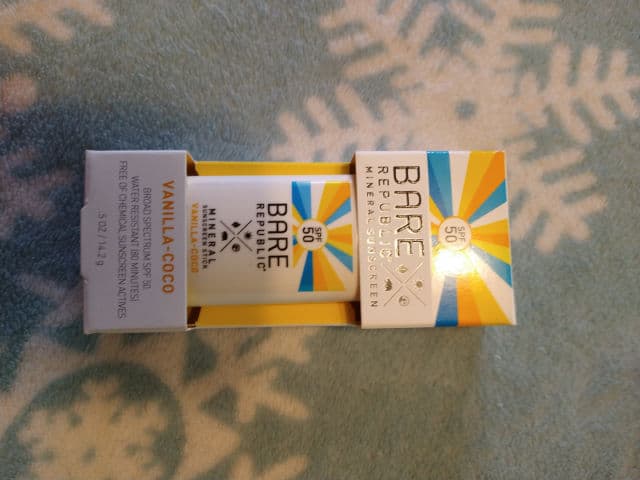 SPF
50
BARE
REPUBLIC
MINERAL SUNSCREEN
SPF
50
BARE
REPUBLIC®
MINERAL
SUNSCREEN STICK
VANILLA-COCO
VANILLA-COCO
BROAD SPECTRUM SPF 50
WATER RESISTANT (80 MINUTES)
FREE OF CHEMICAL SUNSCREEN ACTIVES
.5 OZ / 14.2 g